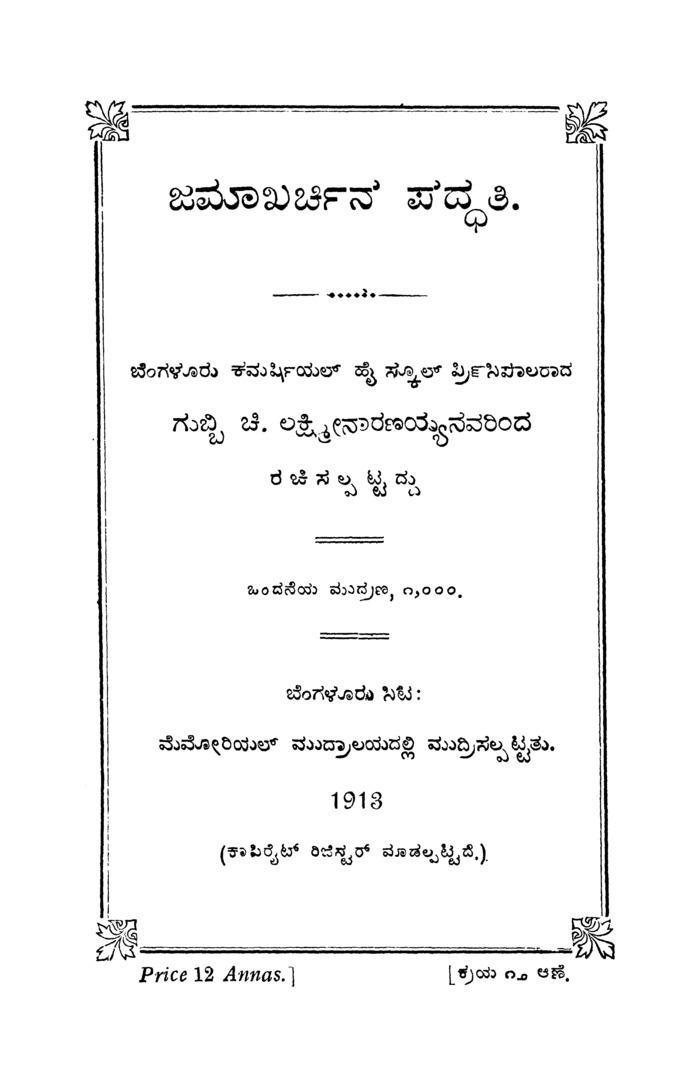 ಜಮಾಖರ್ಚಿನ ಪದ್ಧತಿ.
ಬೆಂಗಳೂರು ಕಮರ್ಷಿಯಲ್ ಹೈ ಸ್ಕೂಲ್ ಪ್ರಿನ್ಸಿಪಾಲರಾದ
ಗುಬ್ಬಿ ಚಿ. ಲಕ್ಷ್ಮೀನಾರಣಯ್ಯನವರಿಂದ
ರಚಿಸಲ್ಪಟ್ಟದ್ದು
ಒಂದನೆಯ ಮುದ್ರಣ, ೧,೦೦೦.
ಬೆಂಗಳೂರು ಸಿಟಿ:
ಮೆಮೋರಿಯಲ್ ಮುದ್ರಾಲಯದಲ್ಲಿ ಮುದ್ರಿಸಲ್ಪಟ್ಟಿತು.
1913
(ಕಾಪಿರೈಟ್ ರಿಜಿಸ್ಟರ್ ಮಾಡಲ್ಪಟ್ಟಿದೆ.)
Price 12 Annas.] [ಕ್ರಯ ೧೨ ಆಣೆ.